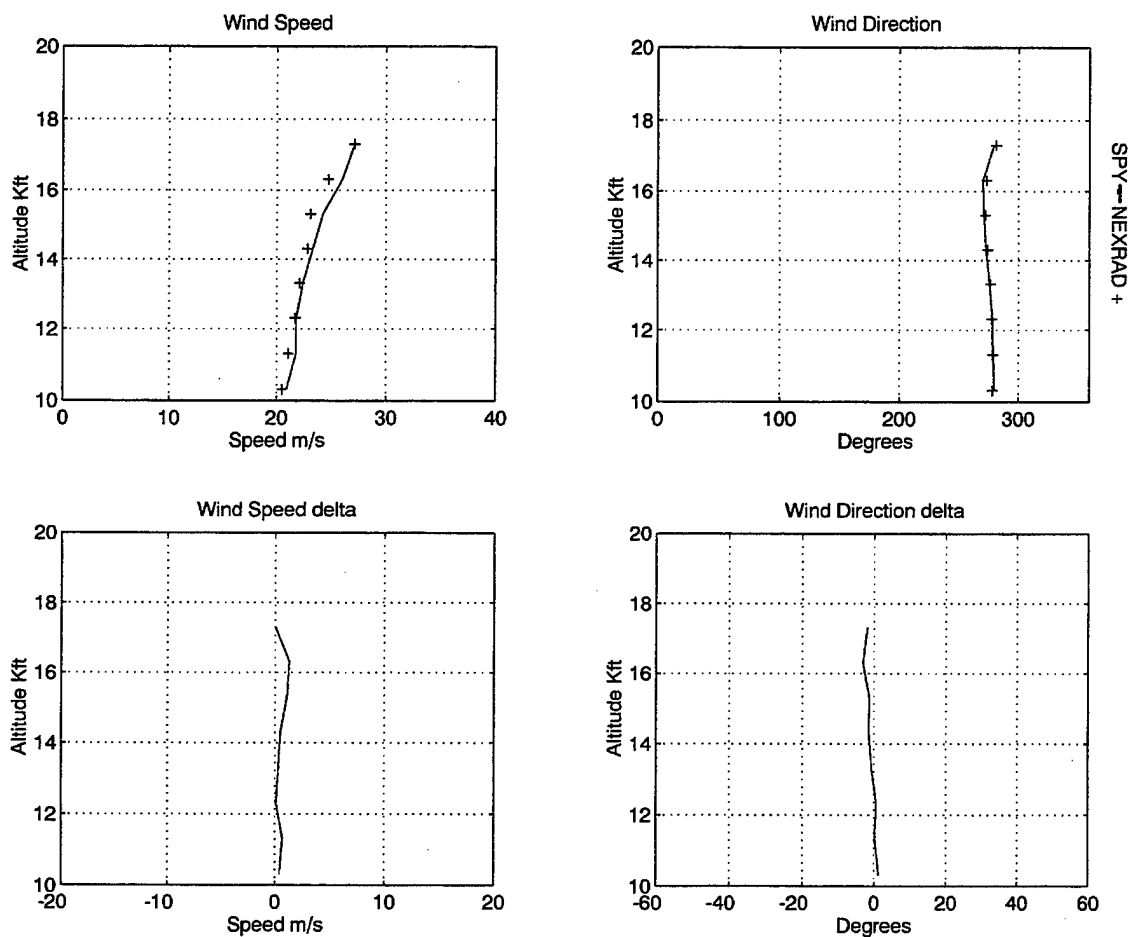 Wind Speed
20
18
16
14
12
10
Altitude Kft
0 10 20 30 40
Speed m/s
Wind Direction
20
18
16
14
12
10
Altitude Kft
0 100 200 300
Degrees
SPY — NEXRAD +
Wind Speed delta
20
18
16
14
12
10
Altitude Kft
-20 -10 0 10 20
Speed m/s
Wind Direction delta
20
18
16
14
12
10
Altitude Kft
-60 -40 -20 0 20 40 60
Degrees